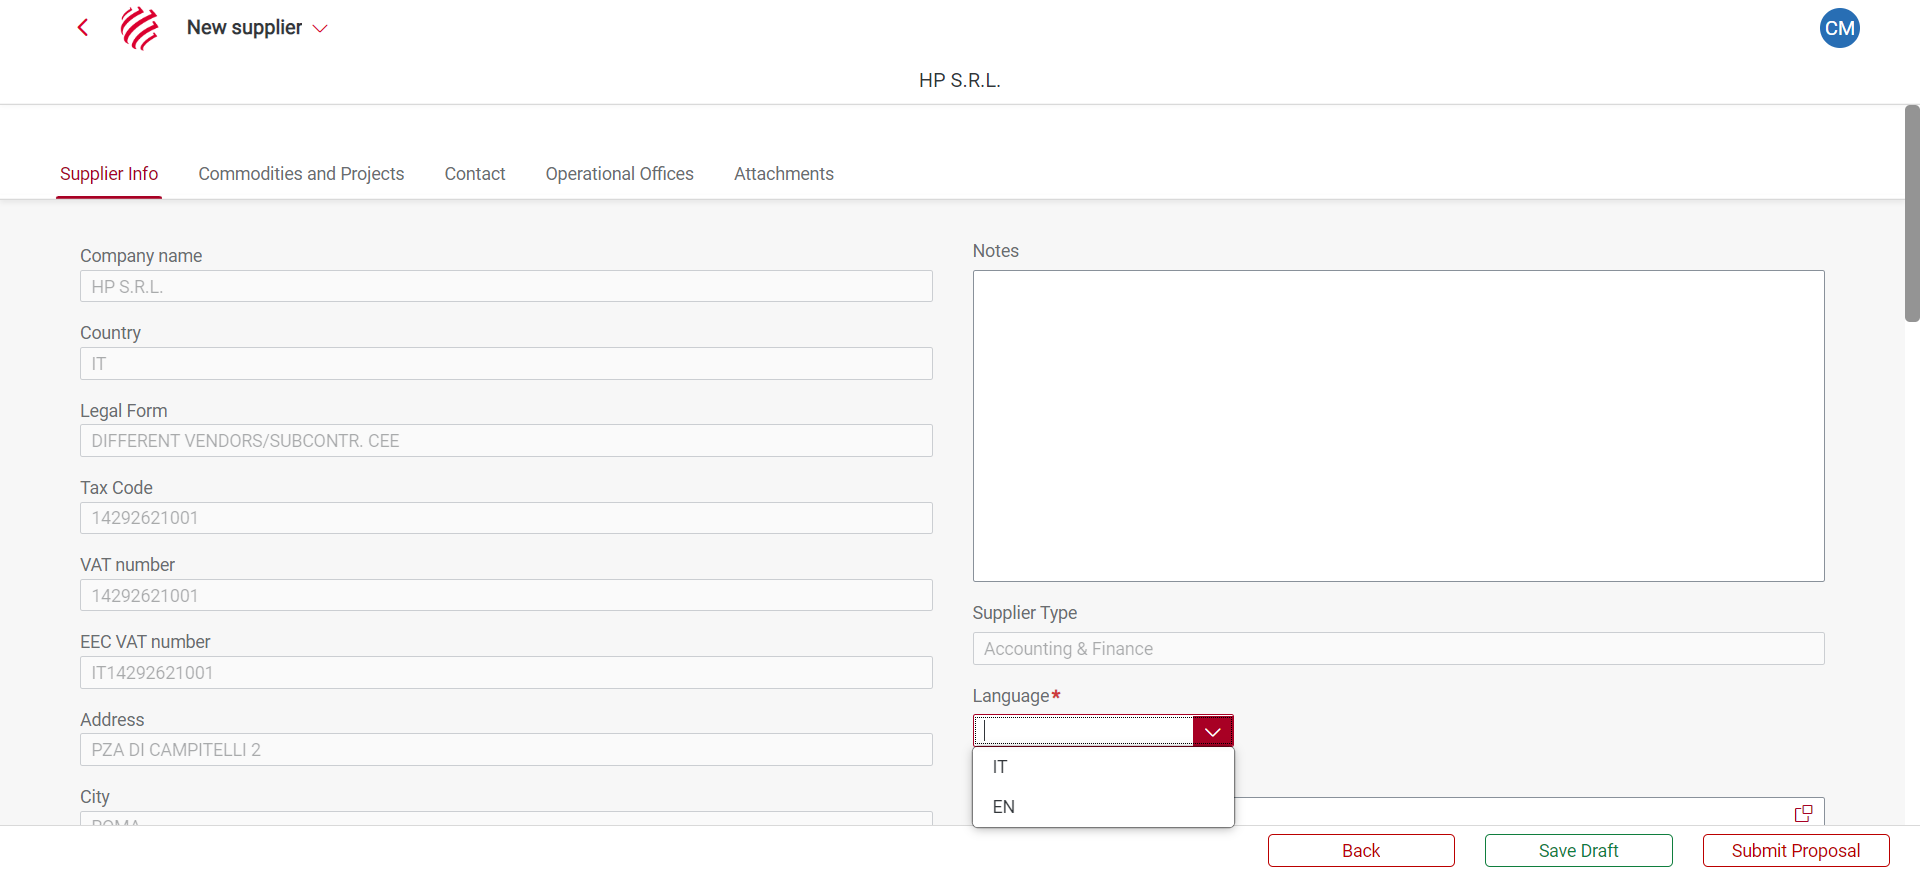 New supplier
CM
HP S.R.L.
Supplier Info
Commodities and Projects
Contact
Operational Offices
Attachments
Company name
HP S.R.L.
Country
IT
Legal Form
DIFFERENT VENDORS/SUBCONTR. CEE
Tax Code
14292621001
VAT number
14292621001
EEC VAT number
IT14292621001
Address
PZA DI CAMPITELLI 2
City
ROMA
Notes
Supplier Type
Accounting & Finance
Language*
IT
EN
Back
Save Draft
Submit Proposal